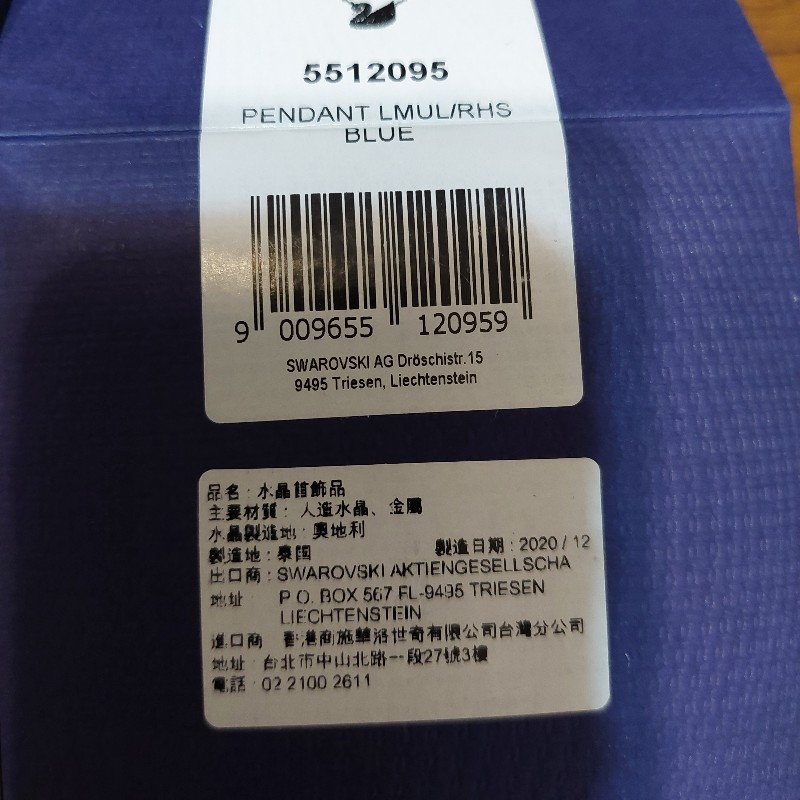 5512095
PENDANT LMUL/RHS
BLUE
9 009655 120959
SWAROVSKI AG Dröschistr.15
9495 Triesen, Liechtenstein
品名：水晶首飾品
主要材質：人造水晶、金屬
水晶製造地：奧地利
製造地：泰国 製造日期：2020 / 12
出口商：SWAROVSKI AKTIENGESELLSCHA
地址：P.O. BOX 567 FL-9495 TRIESEN
LIECHTENSTEIN
進口商 香港商施華洛世奇有限公司台灣分公司
地址：台北市中山北路一段27號3樓
電話：02 2100 2611